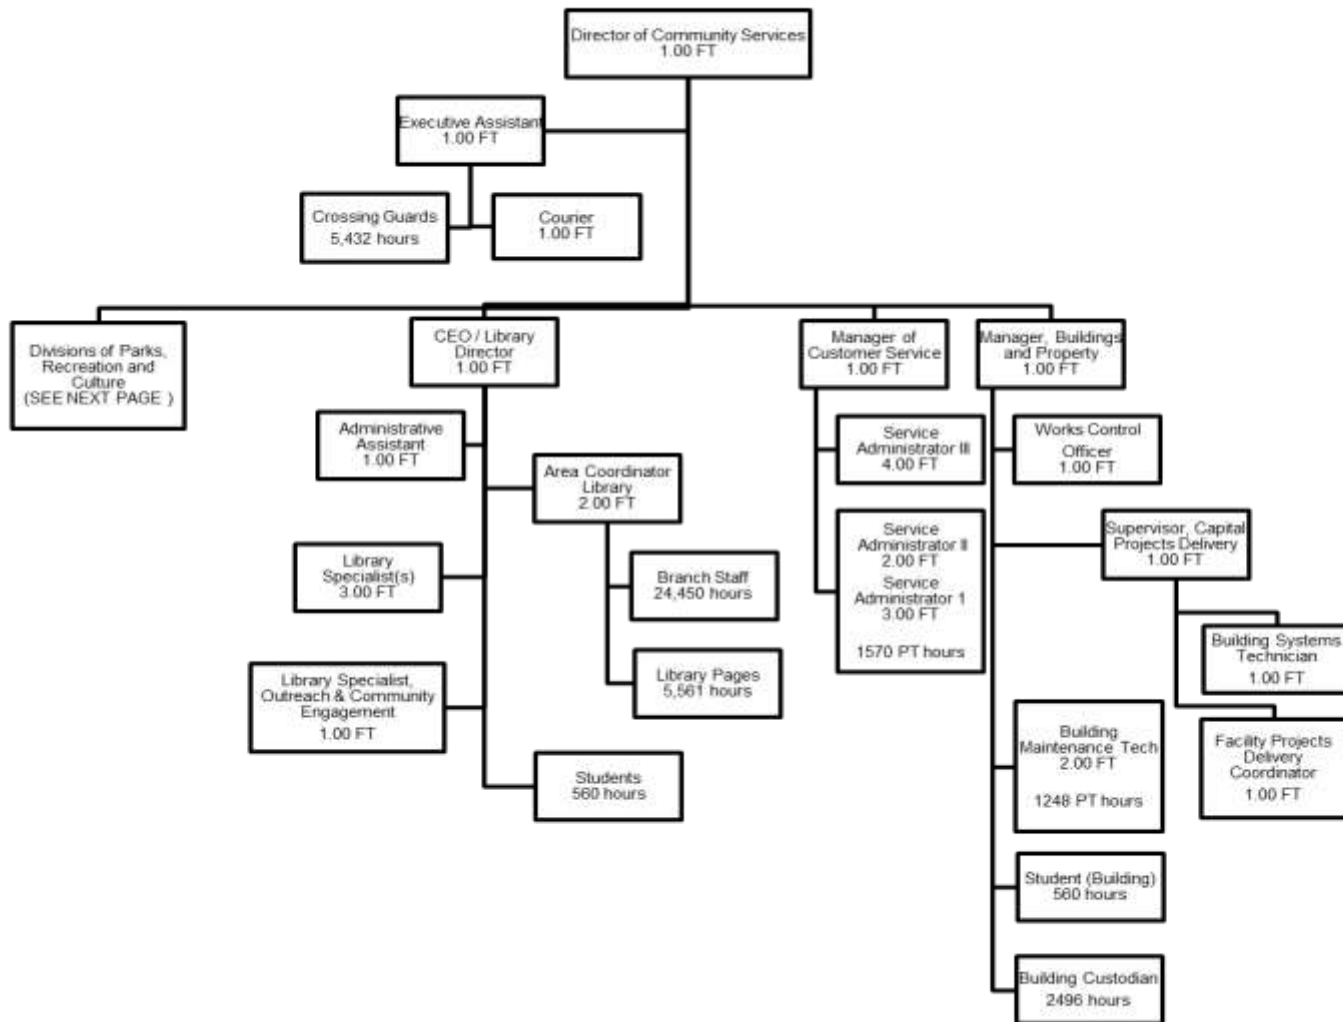 Director of Community Services
1.00 FT
Executive Assistant
1.00 FT
Crossing Guards
5,432 hours
Courier
1.00 FT
Divisions of Parks,
Recreation and
Culture
(SEE NEXT PAGE )
CEO / Library
Director
1.00 FT
Manager of
Customer Service
1.00 FT
Manager, Buildings
and Property
1.00 FT
Administrative
Assistant
1.00 FT
Area Coordinator
Library
2.00 FT
Library
Specialist(s)
3.00 FT
Branch Staff
24,450 hours
Library Specialist,
Outreach & Community
Engagement
1.00 FT
Library Pages
5,561 hours
Students
560 hours
Service
Administrator III
4.00 FT
Service
Administrator II
2.00 FT
Service
Administrator 1
3.00 FT
1570 PT hours
Works Control
Officer
1.00 FT
Supervisor, Capital
Projects Delivery
1.00 FT
Building Systems
Technician
1.00 FT
Facility Projects
Delivery
Coordinator
1.00 FT
Building
Maintenance Tech
2.00 FT
1248 PT hours
Student (Building)
560 hours
Building Custodian
2496 hours